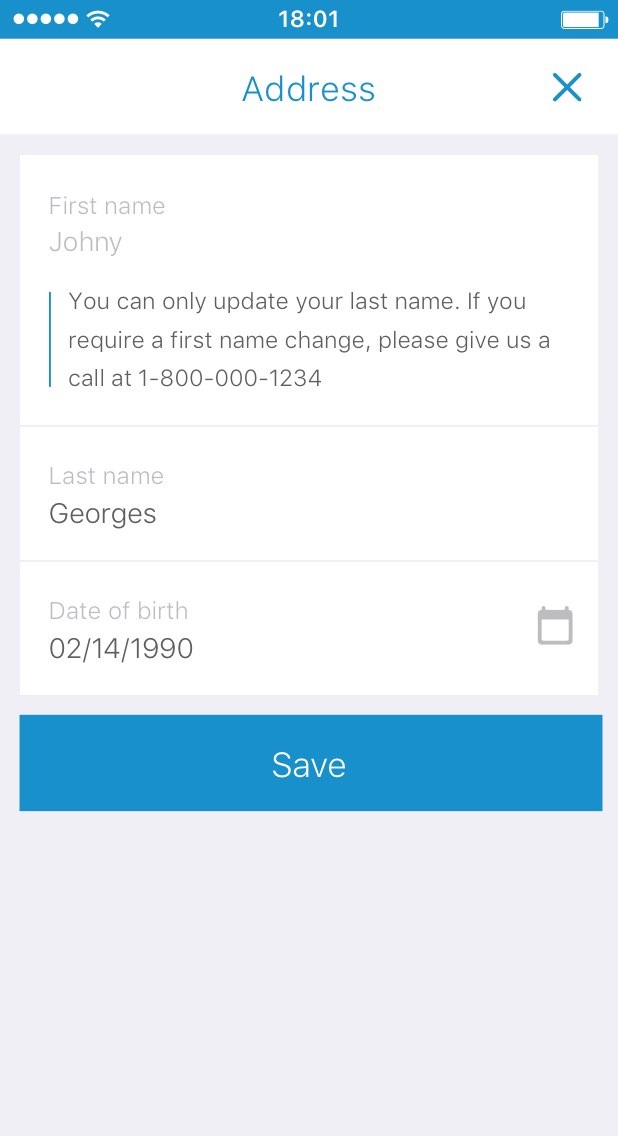 18:01
Address
First name
Johny
You can only update your last name. If you
require a first name change, please give us a
call at 1-800-000-1234
Last name
Georges
Date of birth
02/14/1990
Save